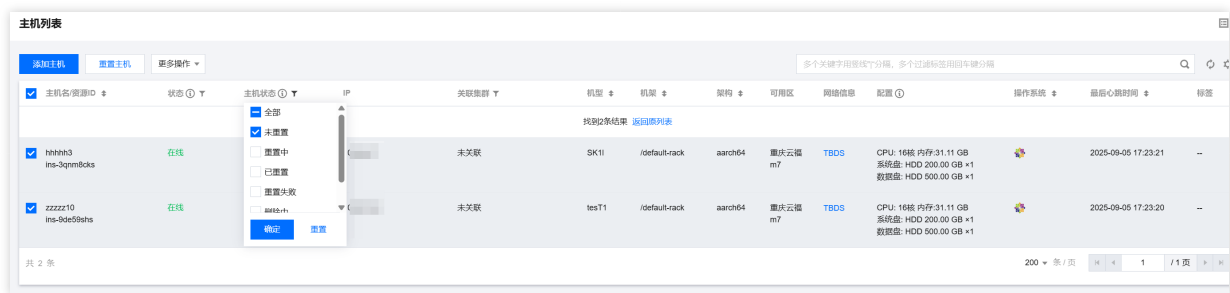 主机列表
添加主机 重置主机 更多操作 多个关键字用竖线"|"分隔，多个过滤标签用回车键分隔
主机名/资源ID 状态 主机状态 IP 关联集群 机型 机架 架构 可用区 网络信息 配置 操作系统 最后心跳时间 标签
全部
找到2条结果 返回原列表
未重置
hhhhh3 在线 未关联 SK1I /default-rack aarch64 重庆云福 TBDS CPU: 16核 内存:31.11 GB 2025-09-05 17:23:21 --
ins-3qnm8cks 重置中 m7 系统盘: HDD 200.00 GB ×1
数据盘: HDD 500.00 GB ×1
已重置
重置失败
zzzzz10 在线 删除中 未关联 tesT1 /default-rack aarch64 重庆云福 TBDS CPU: 16核 内存:31.11 GB 2025-09-05 17:23:20 --
ins-9de59shs m7 系统盘: HDD 200.00 GB ×1
确定 重置 数据盘: HDD 500.00 GB ×1
共 2 条 200 条 / 页 1 / 1 页